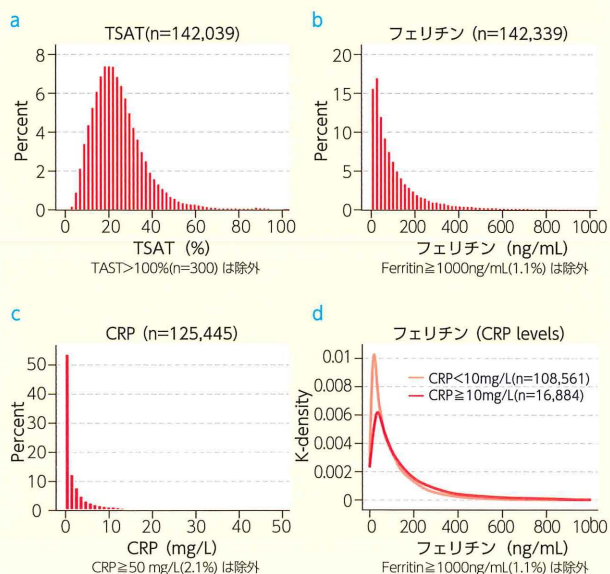 a
TSAT(n=142,039)
Percent
8
6
4
2
0
0 20 40 60 80 100
TSAT (%)
TAST>100%(n=300) は除外
b
フェリチン (n=142,339)
Percent
20
15
10
5
0
0 200 400 600 800 1000
フェリチン (ng/mL)
Ferritin≧1000ng/mL(1.1%) は除外
c
CRP (n=125,445)
Percent
50
40
30
20
10
0
0 10 20 30 40 50
CRP (mg/L)
CRP≧50 mg/L(2.1%) は除外
d
フェリチン (CRP levels)
K-density
0.01
0.008
0.006
0.004
0.002
0
CRP<10mg/L(n=108,561)
CRP≧10mg/L(n=16,884)
0 200 400 600 800 1000
フェリチン (ng/mL)
Ferritin≧1000ng/mL(1.1%) は除外